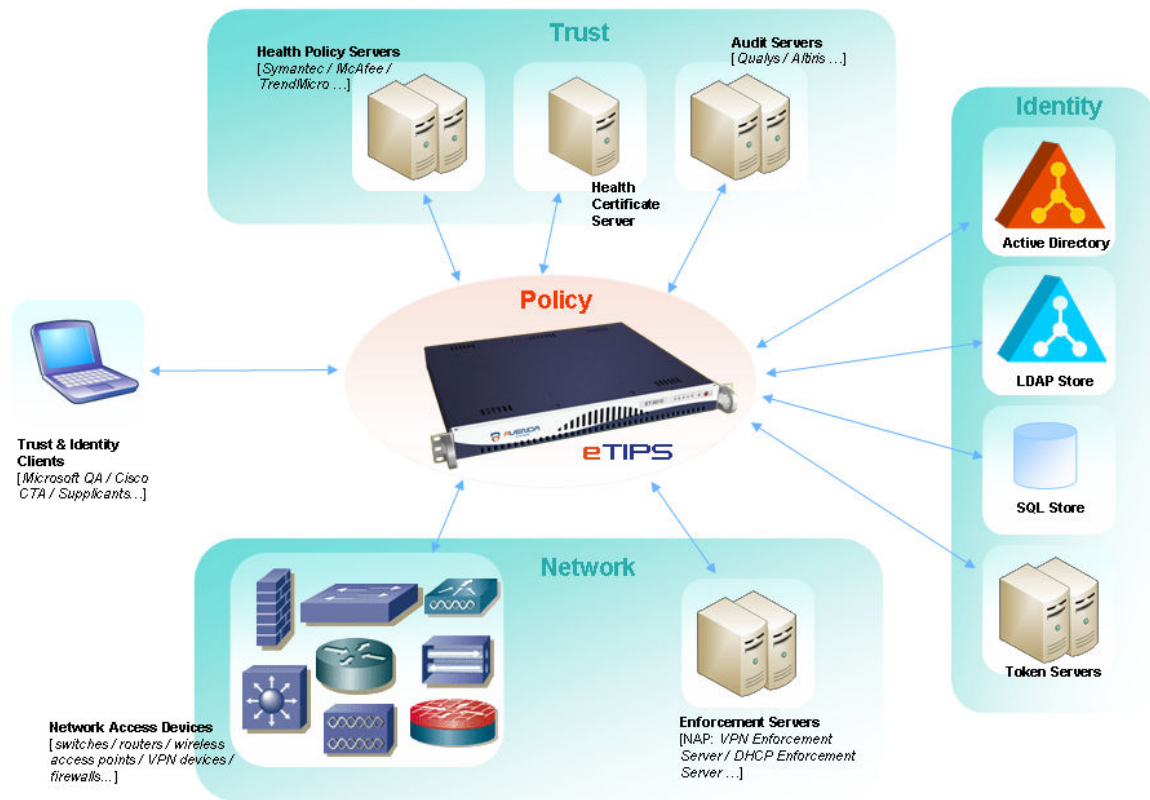 Trust
Health Policy Servers
[Symantec / McAfee /
TrendMicro ...]
Audit Servers
[Qualys / Altiris ...]
Health
Certificate
Server
Identity
Active Directory
LDAP Store
SQL Store
Token Servers
Policy
AVENDA
eTIPS
Trust & Identity
Clients
[Microsoft QA / Cisco
CTA / Supplicants...]
Network
Network Access Devices
[switches / routers / wireless
access points / VPN devices /
firewalls...]
Enforcement Servers
[NAP: VPN Enforcement
Server / DHCP Enforcement
Server ...]